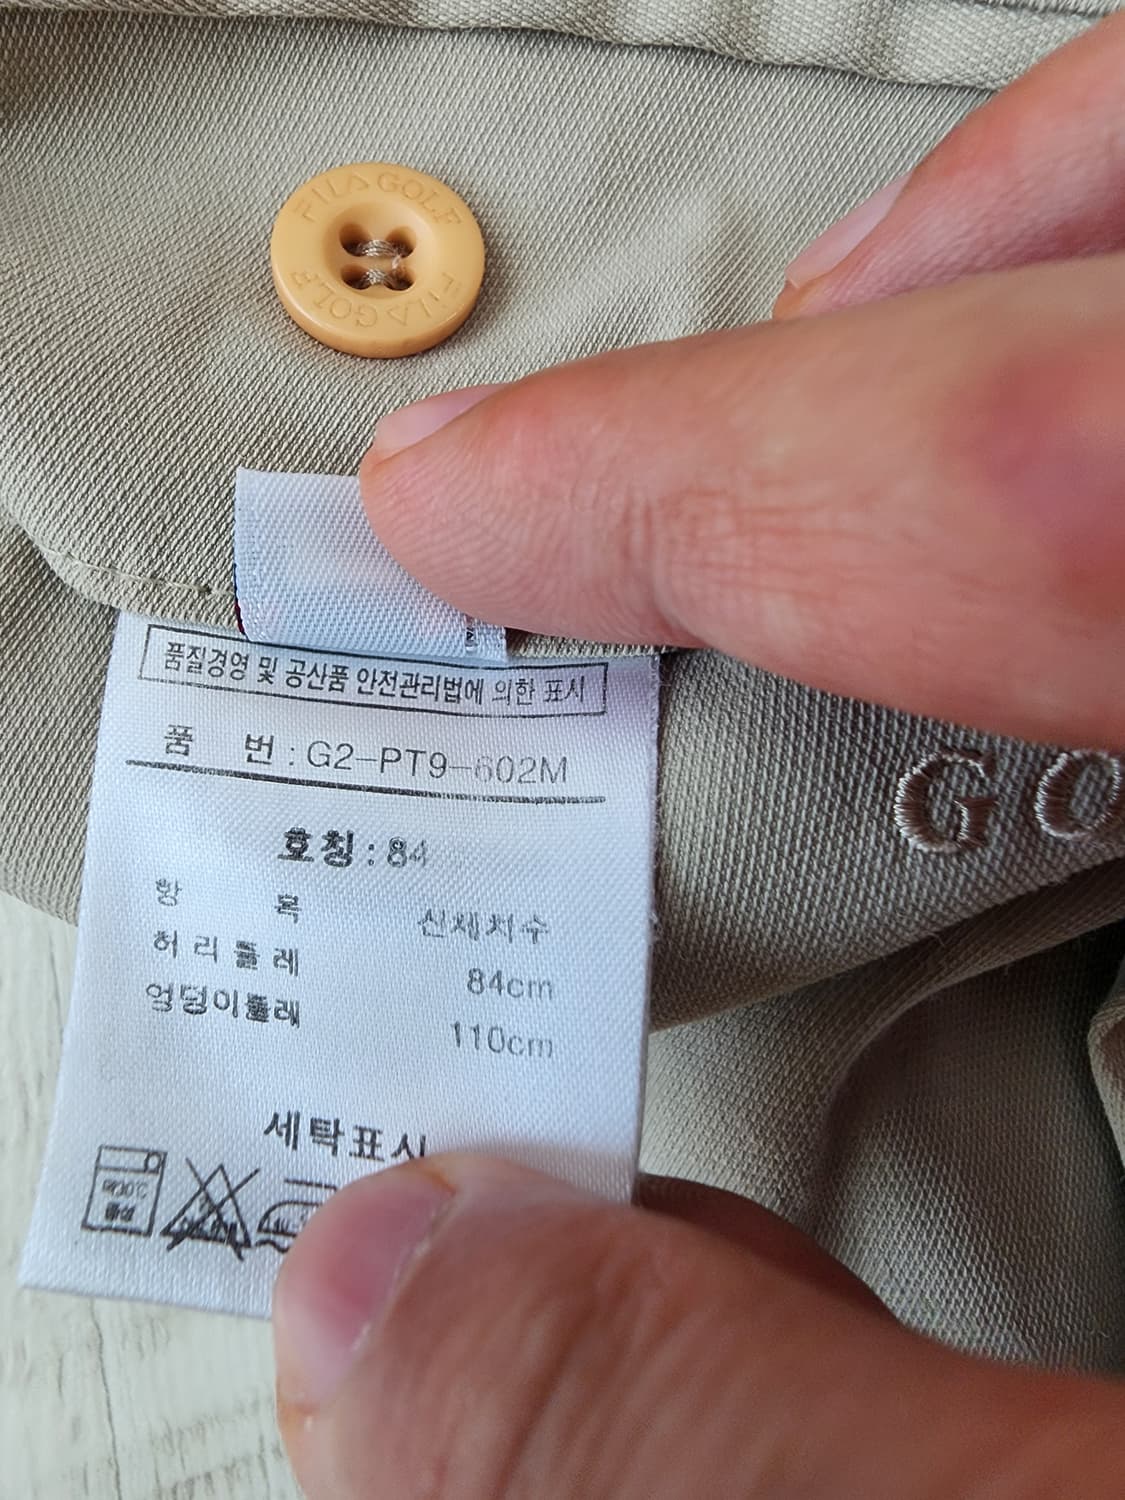 FILA GOLF
FILA GOLF
품질경영 및 공산품 안전관리법에 의한 표시
품 번 : G2-PT9-602M
호칭 : 84
항 목 신체치수
허리둘레 84cm
엉덩이둘레 110cm
세탁표시
GO